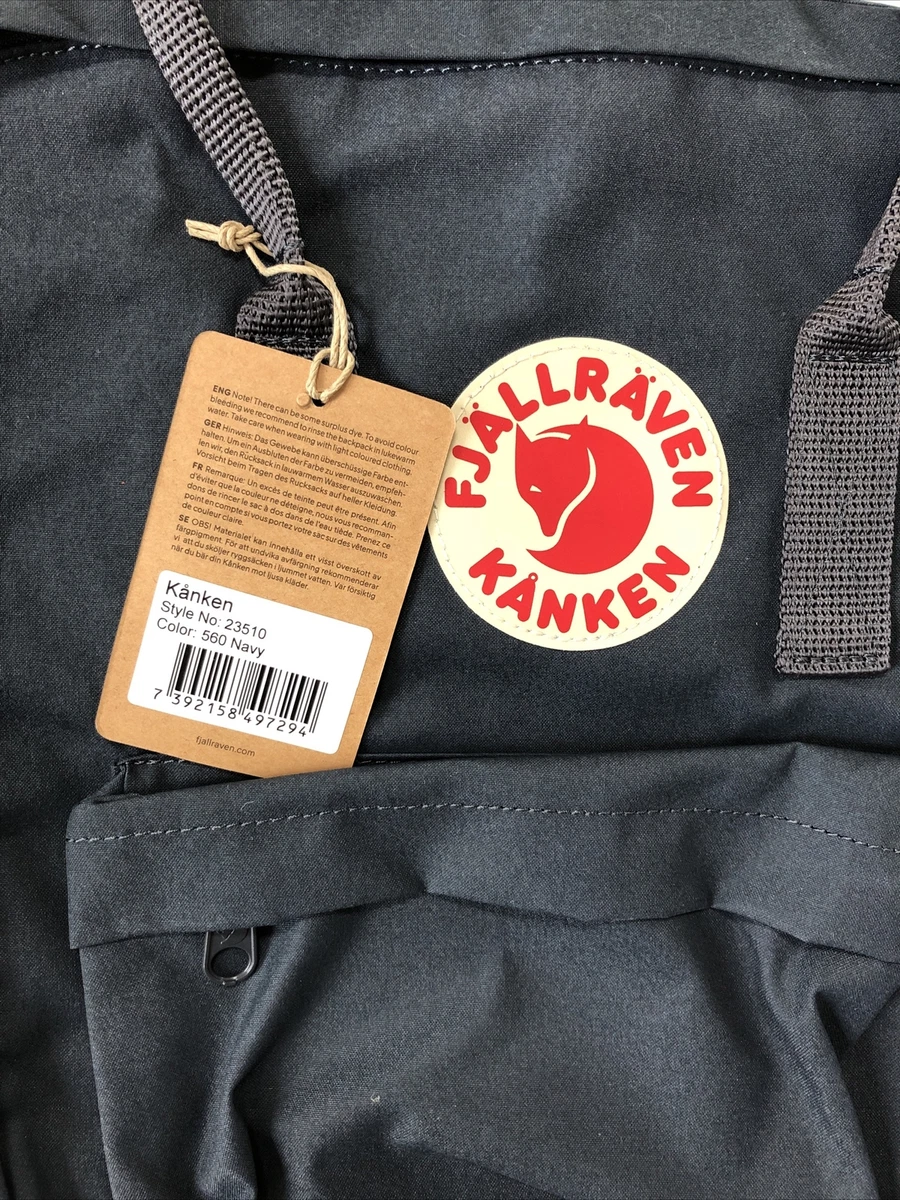 ENG Note! There can be some surplus dye. To avoid colour
bleeding we recommend to rinse the backpack in lukewarm
water. Take care when wearing with light coloured clothing.
GER Hinweis: Das Gewebe kann überschüssige Farbe ent-
halten. Um ein Ausbluten der Farbe zu vermeiden, empfeh-
len wir, den Rucksack in lauwarmem Wasser auszuwaschen.
Vorsicht beim Tragen des Rucksacks auf heller Kleidung.
FR Remarque: Un excés de teinte peut être présent. Afin
d'éviter que la couleur ne déteigne, nous vous recomman-
dons de rincer le sac à dos dans de l'eau tiède. Prenez ce
point en compte si vous portez votre sac sur des vêtements
de couleur claire.
SE OBS! Materialet kan innehålla ett visst överskott av
färgpigment. För att undvika avfärgning rekommenderar
vi att du sköljer ryggsäcken i ljummet vatten. Var försiktig
när du bär din Kånken mot ljusa kläder.
Kånken
Style No: 23510
Color: 560 Navy
7 392158 497294
fjallraven.com
FJÄLLRÄVEN
KÅNKEN